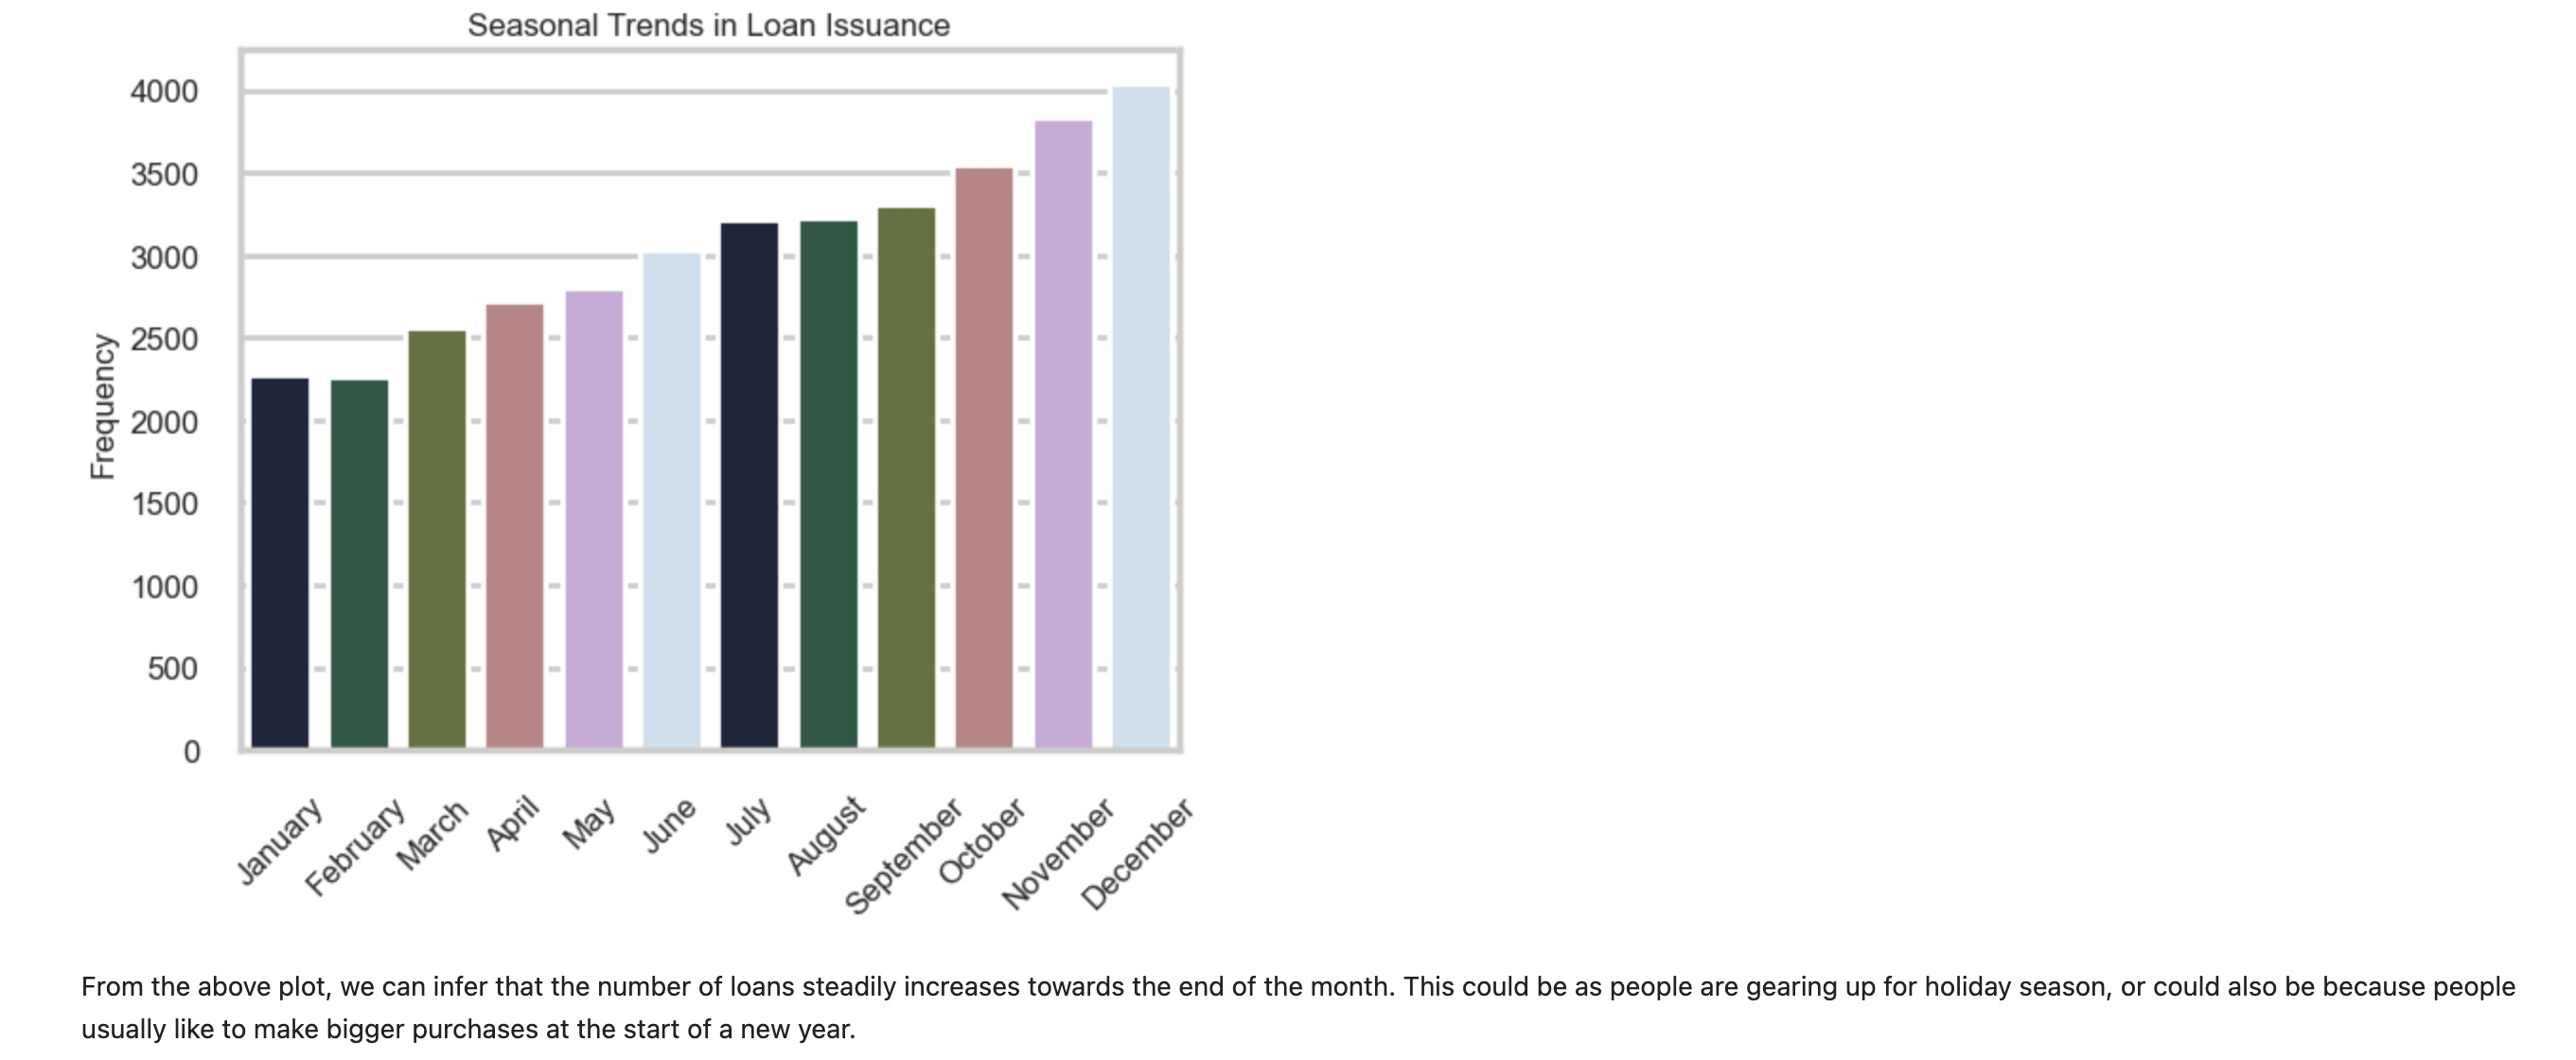 Seasonal Trends in Loan Issuance
4000
3500
3000
2500
2000
1500
1000
500
0
Frequency
January
February
March
April
May
June
July
August
September
October
November
December
From the above plot, we can infer that the number of loans steadily increases towards the end of the month. This could be as people are gearing up for holiday season, or could also be because people
usually like to make bigger purchases at the start of a new year.